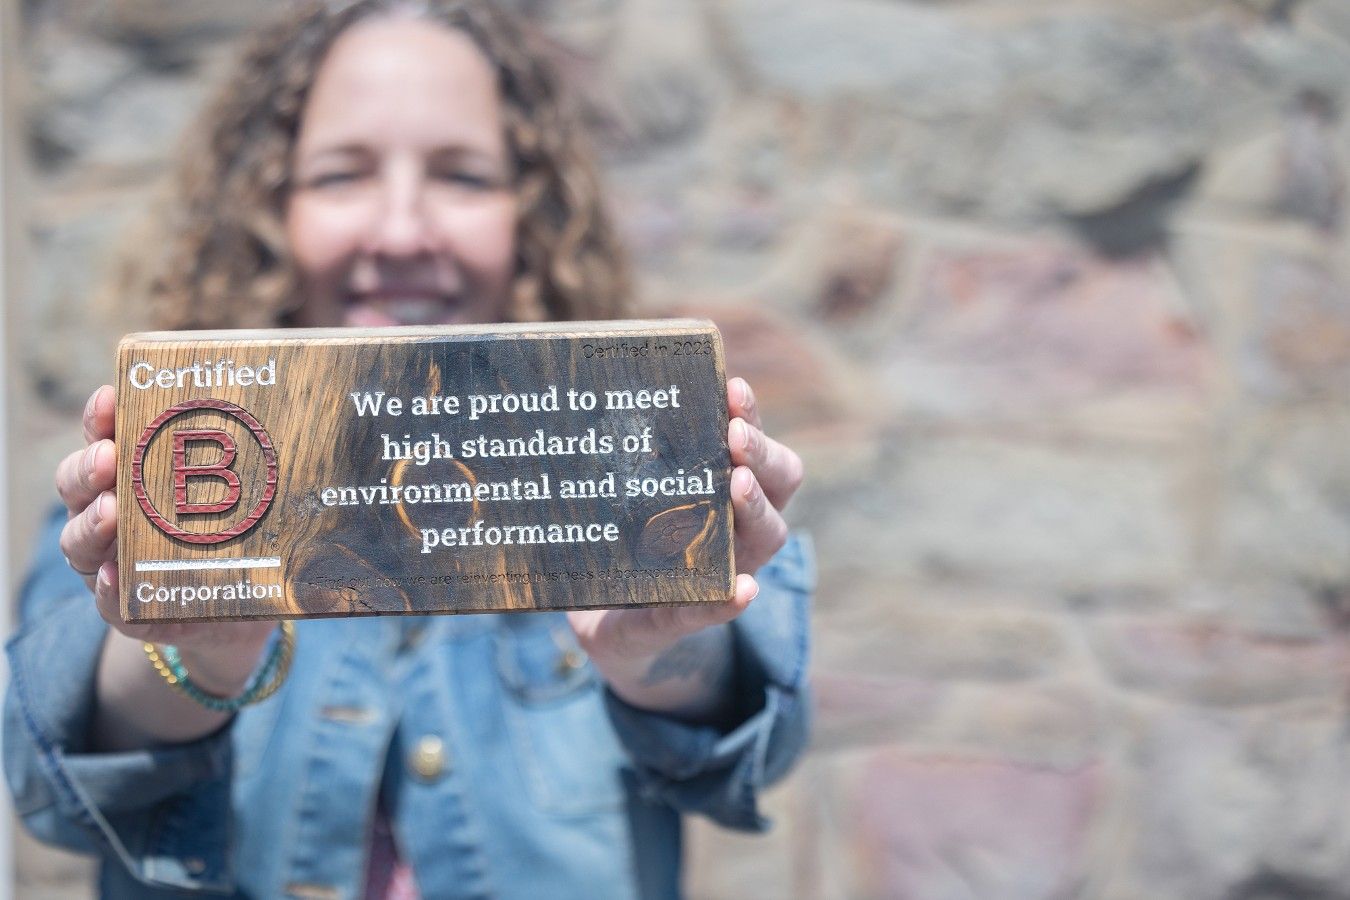 Certified
B
Corporation
Certified in 2023
We are proud to meet
high standards of
environmental and social
performance
Find out how we are reinventing business at bcorporation.uk